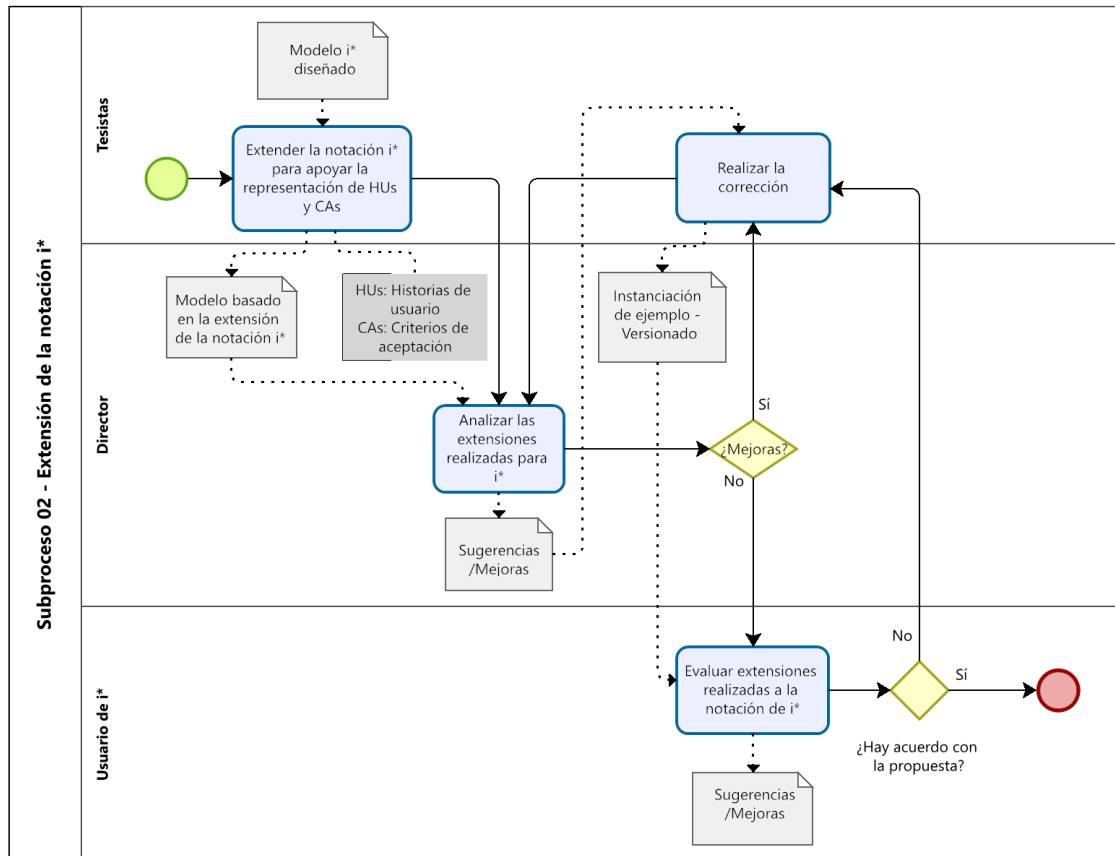 Subproceso 02 - Extensión de la notación i*
Tesistas
Modelo i*
diseñado
Extender la notación i*
para apoyar la
representación de HUs
y CAs
Realizar la
corrección
Director
Modelo basado
en la extensión
de la notación i*
HUs: Historias de
usuario
CAs: Criterios de
aceptación
Instanciación
de ejemplo -
Versionado
Analizar las
extensiones
realizadas para
i*
¿Mejoras?
Sí
No
Sugerencias
/Mejoras
Usuario de i*
Evaluar extensiones
realizadas a la
notación de i*
No
Sí
¿Hay acuerdo con
la propuesta?
Sugerencias
/Mejoras